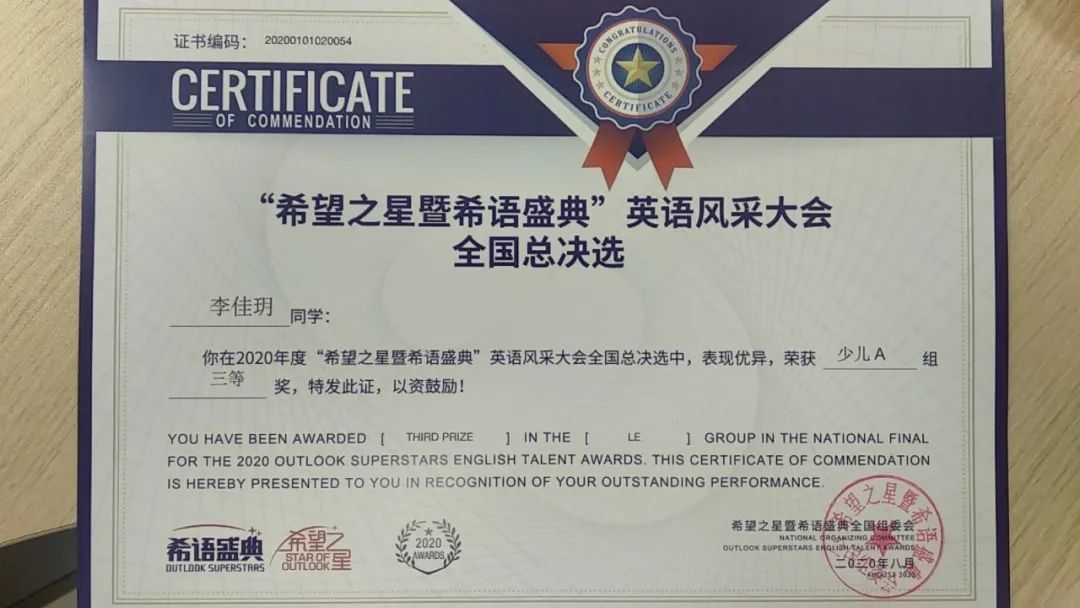 证书编码： 20200101020054
CERTIFICATE
OF COMMENDATION
CONGRATULATIONS
CERTIFICATE
“希望之星暨希语盛典”英语风采大会
全国总决选
李佳玥 同学：
你在2020年度“希望之星暨希语盛典”英语风采大会全国总决选中，表现优异，荣获 少儿A 组
三等 奖，特发此证，以资鼓励！
YOU HAVE BEEN AWARDED [ THIRD PRIZE ] IN THE [ LE ] GROUP IN THE NATIONAL FINAL
FOR THE 2020 OUTLOOK SUPERSTARS ENGLISH TALENT AWARDS. THIS CERTIFICATE OF COMMENDATION
IS HEREBY PRESENTED TO YOU IN RECOGNITION OF YOUR OUTSTANDING PERFORMANCE.
希语盛典
OUTLOOK SUPERSTARS
希望之星
STAR OF OUTLOOK
2020
AWARDS
希望之星暨希语盛典全国组委会
NATIONAL ORGANIZING COMMITTEE
OUTLOOK SUPERSTARS ENGLISH TALENT AWARDS
二〇二〇年八月
AUGUST 2020
希望之星暨希语盛